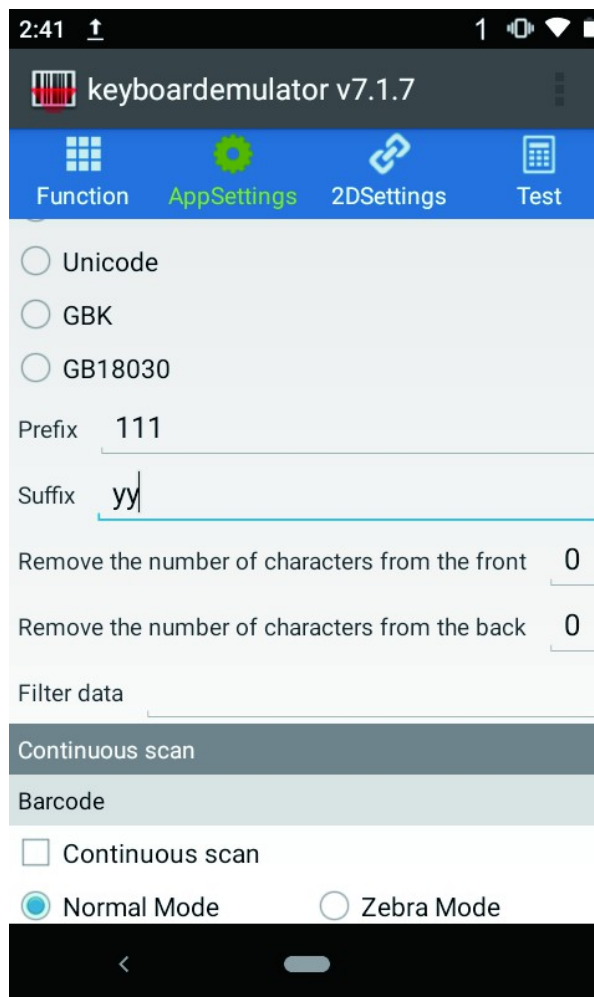 2:41 1
keyboardemulator v7.1.7
Function AppSettings 2DSettings Test
Unicode
GBK
GB18030
Prefix 111
Suffix yy
Remove the number of characters from the front 0
Remove the number of characters from the back 0
Filter data
Continuous scan
Barcode
Continuous scan
Normal Mode Zebra Mode